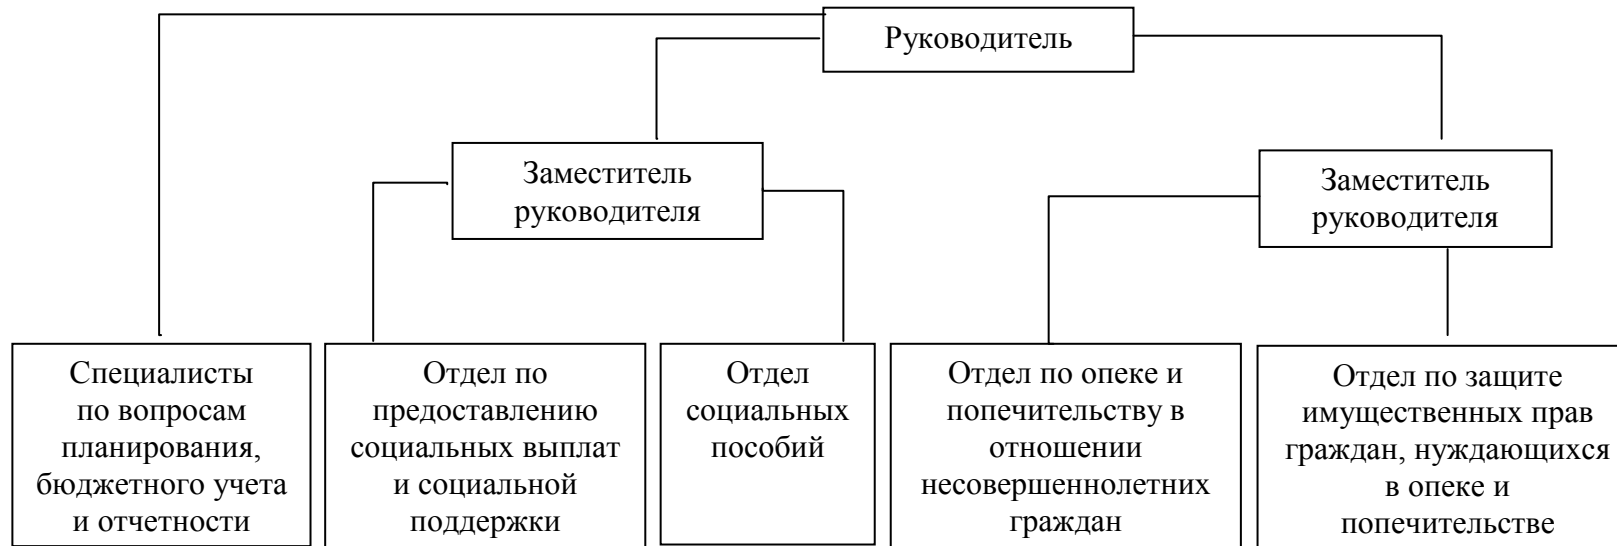 Руководитель
Заместитель
руководителя
Заместитель
руководителя
Специалисты
по вопросам
планирования,
бюджетного учета
и отчетности
Отдел по
предоставлению
социальных выплат
и социальной
поддержки
Отдел
социальных
пособий
Отдел по опеке и
попечительству в
отношении
несовершеннолетних
граждан
Отдел по защите
имущественных прав
граждан, нуждающихся
в опеке и
попечительстве